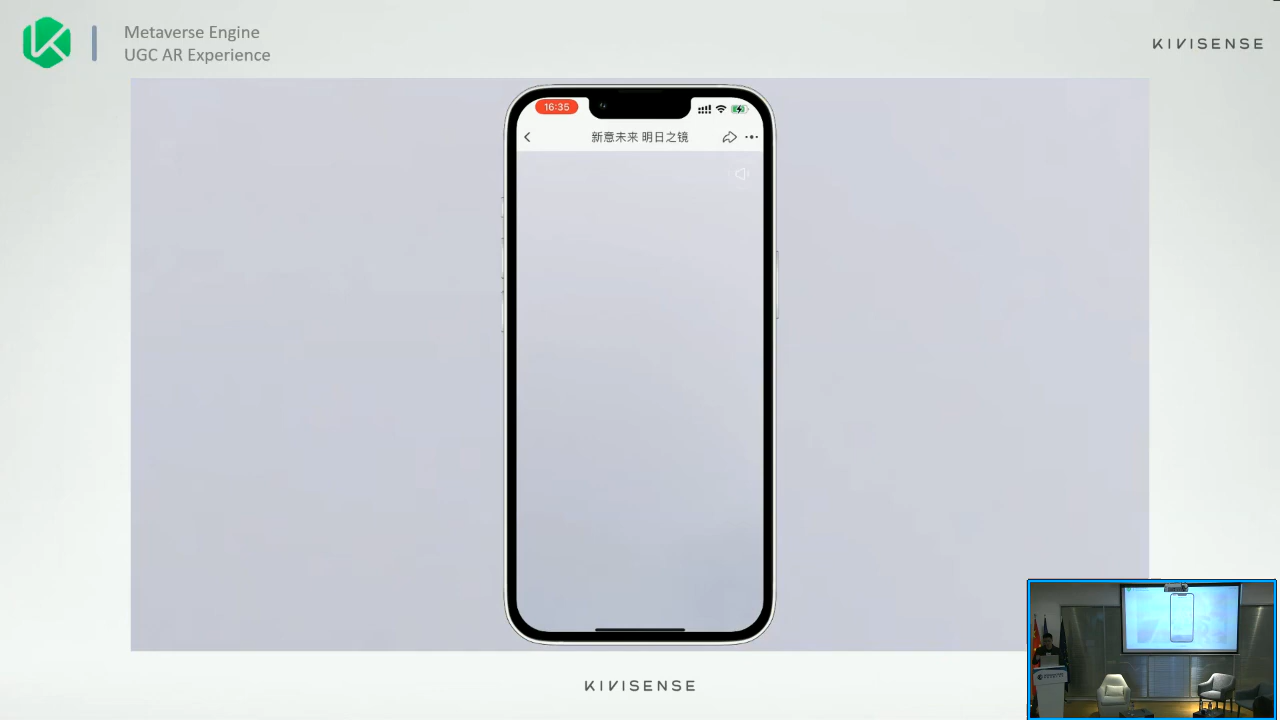 Metaverse Engine
UGC AR Experience
KIVISENSE
16:35
新意未来 明日之镜
KIVISENSE